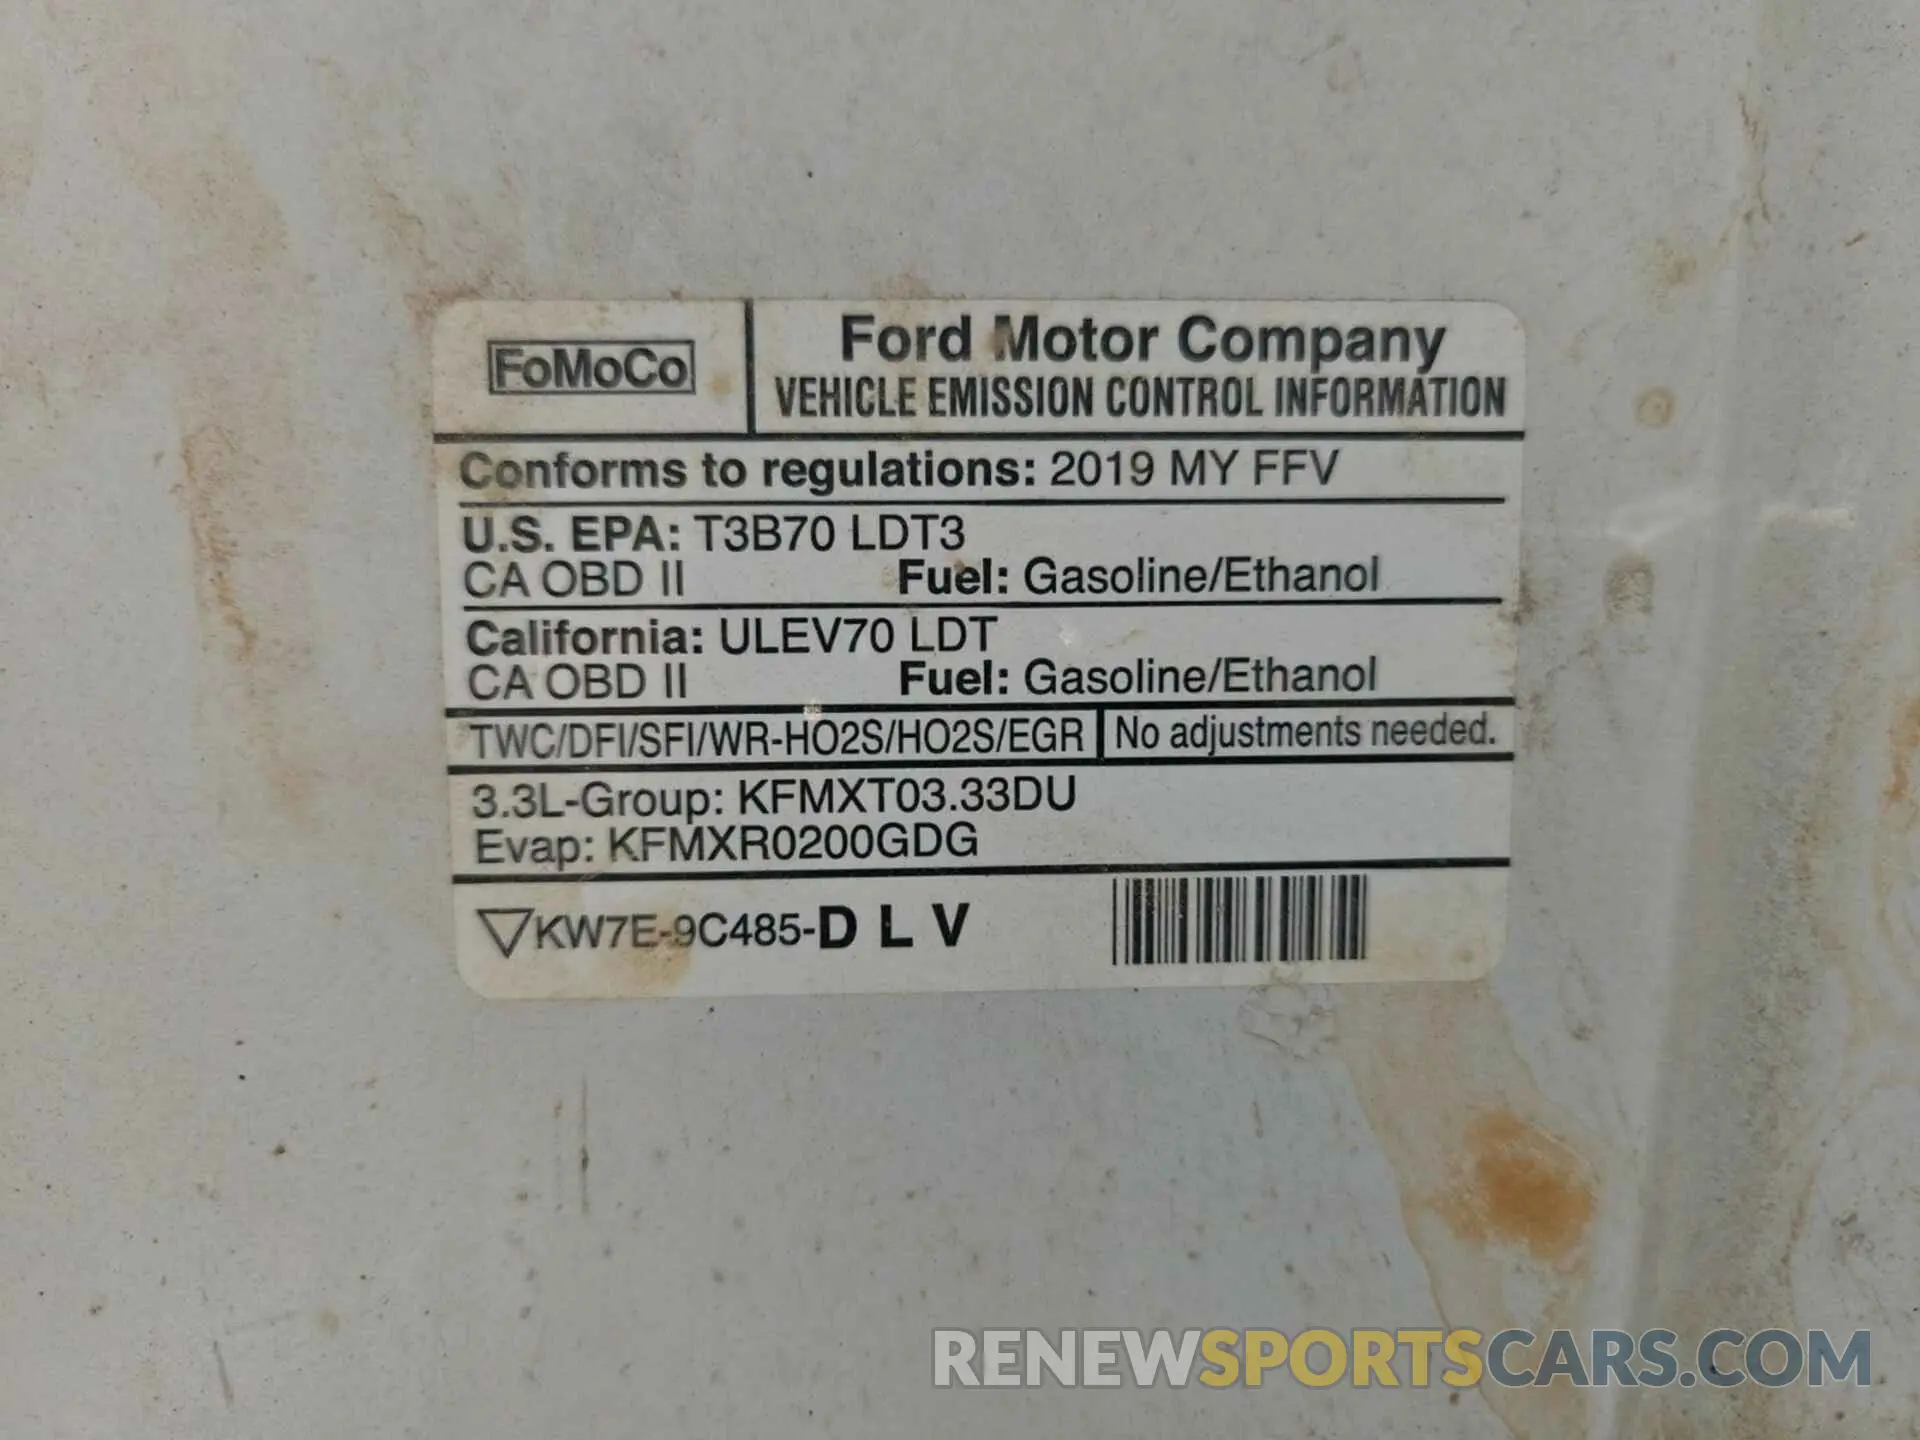 FoMoCo
Ford Motor Company
VEHICLE EMISSION CONTROL INFORMATION
Conforms to regulations: 2019 MY FFV
U.S. EPA: T3B70 LDT3
CA OBD II Fuel: Gasoline/Ethanol
California: ULEV70 LDT
CA OBD II Fuel: Gasoline/Ethanol
TWC/DFI/SFI/WR-HO2S/HO2S/EGR No adjustments needed.
3.3L-Group: KFMXT03.33DU
Evap: KFMXR0200GDG
KW7E-9C485-D L V
RENEWSPORTSCARS.COM